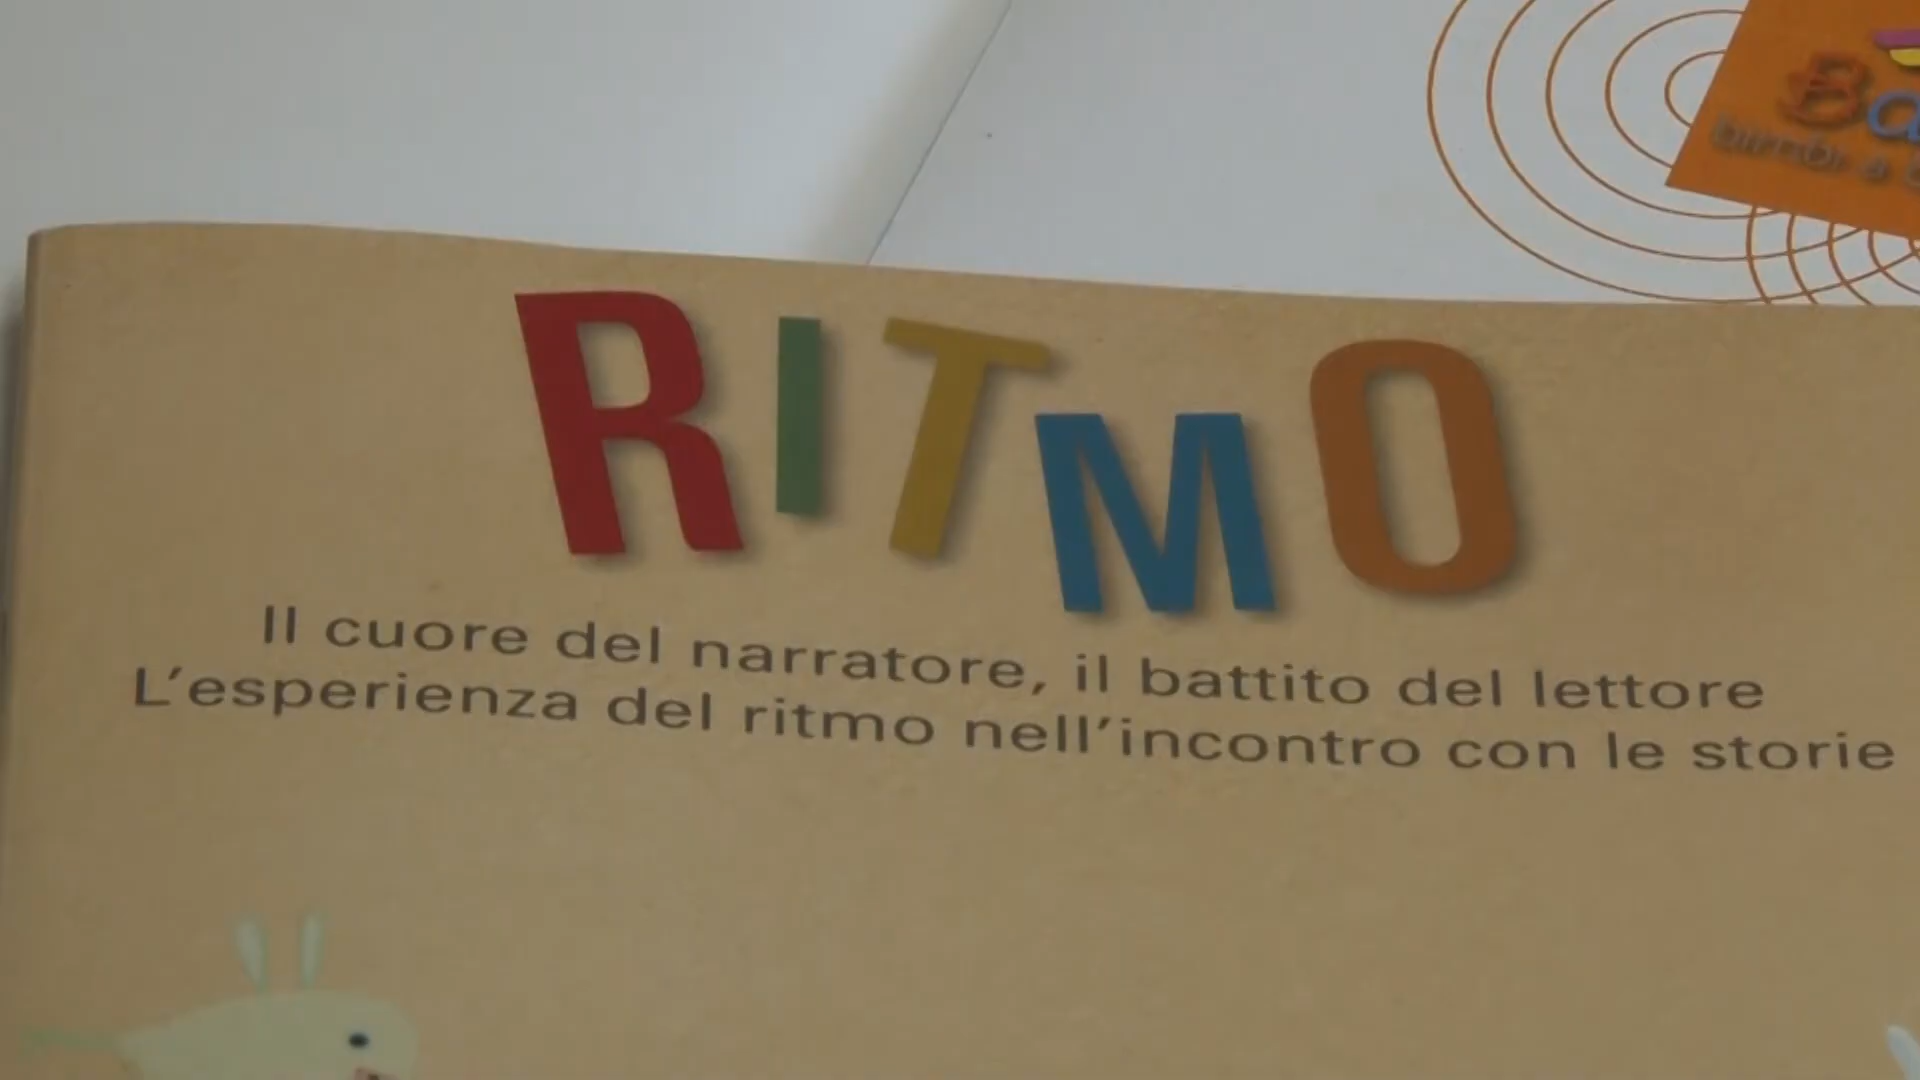 RITMO
Il cuore del narratore, il battito del lettore
L'esperienza del ritmo nell'incontro con le storie